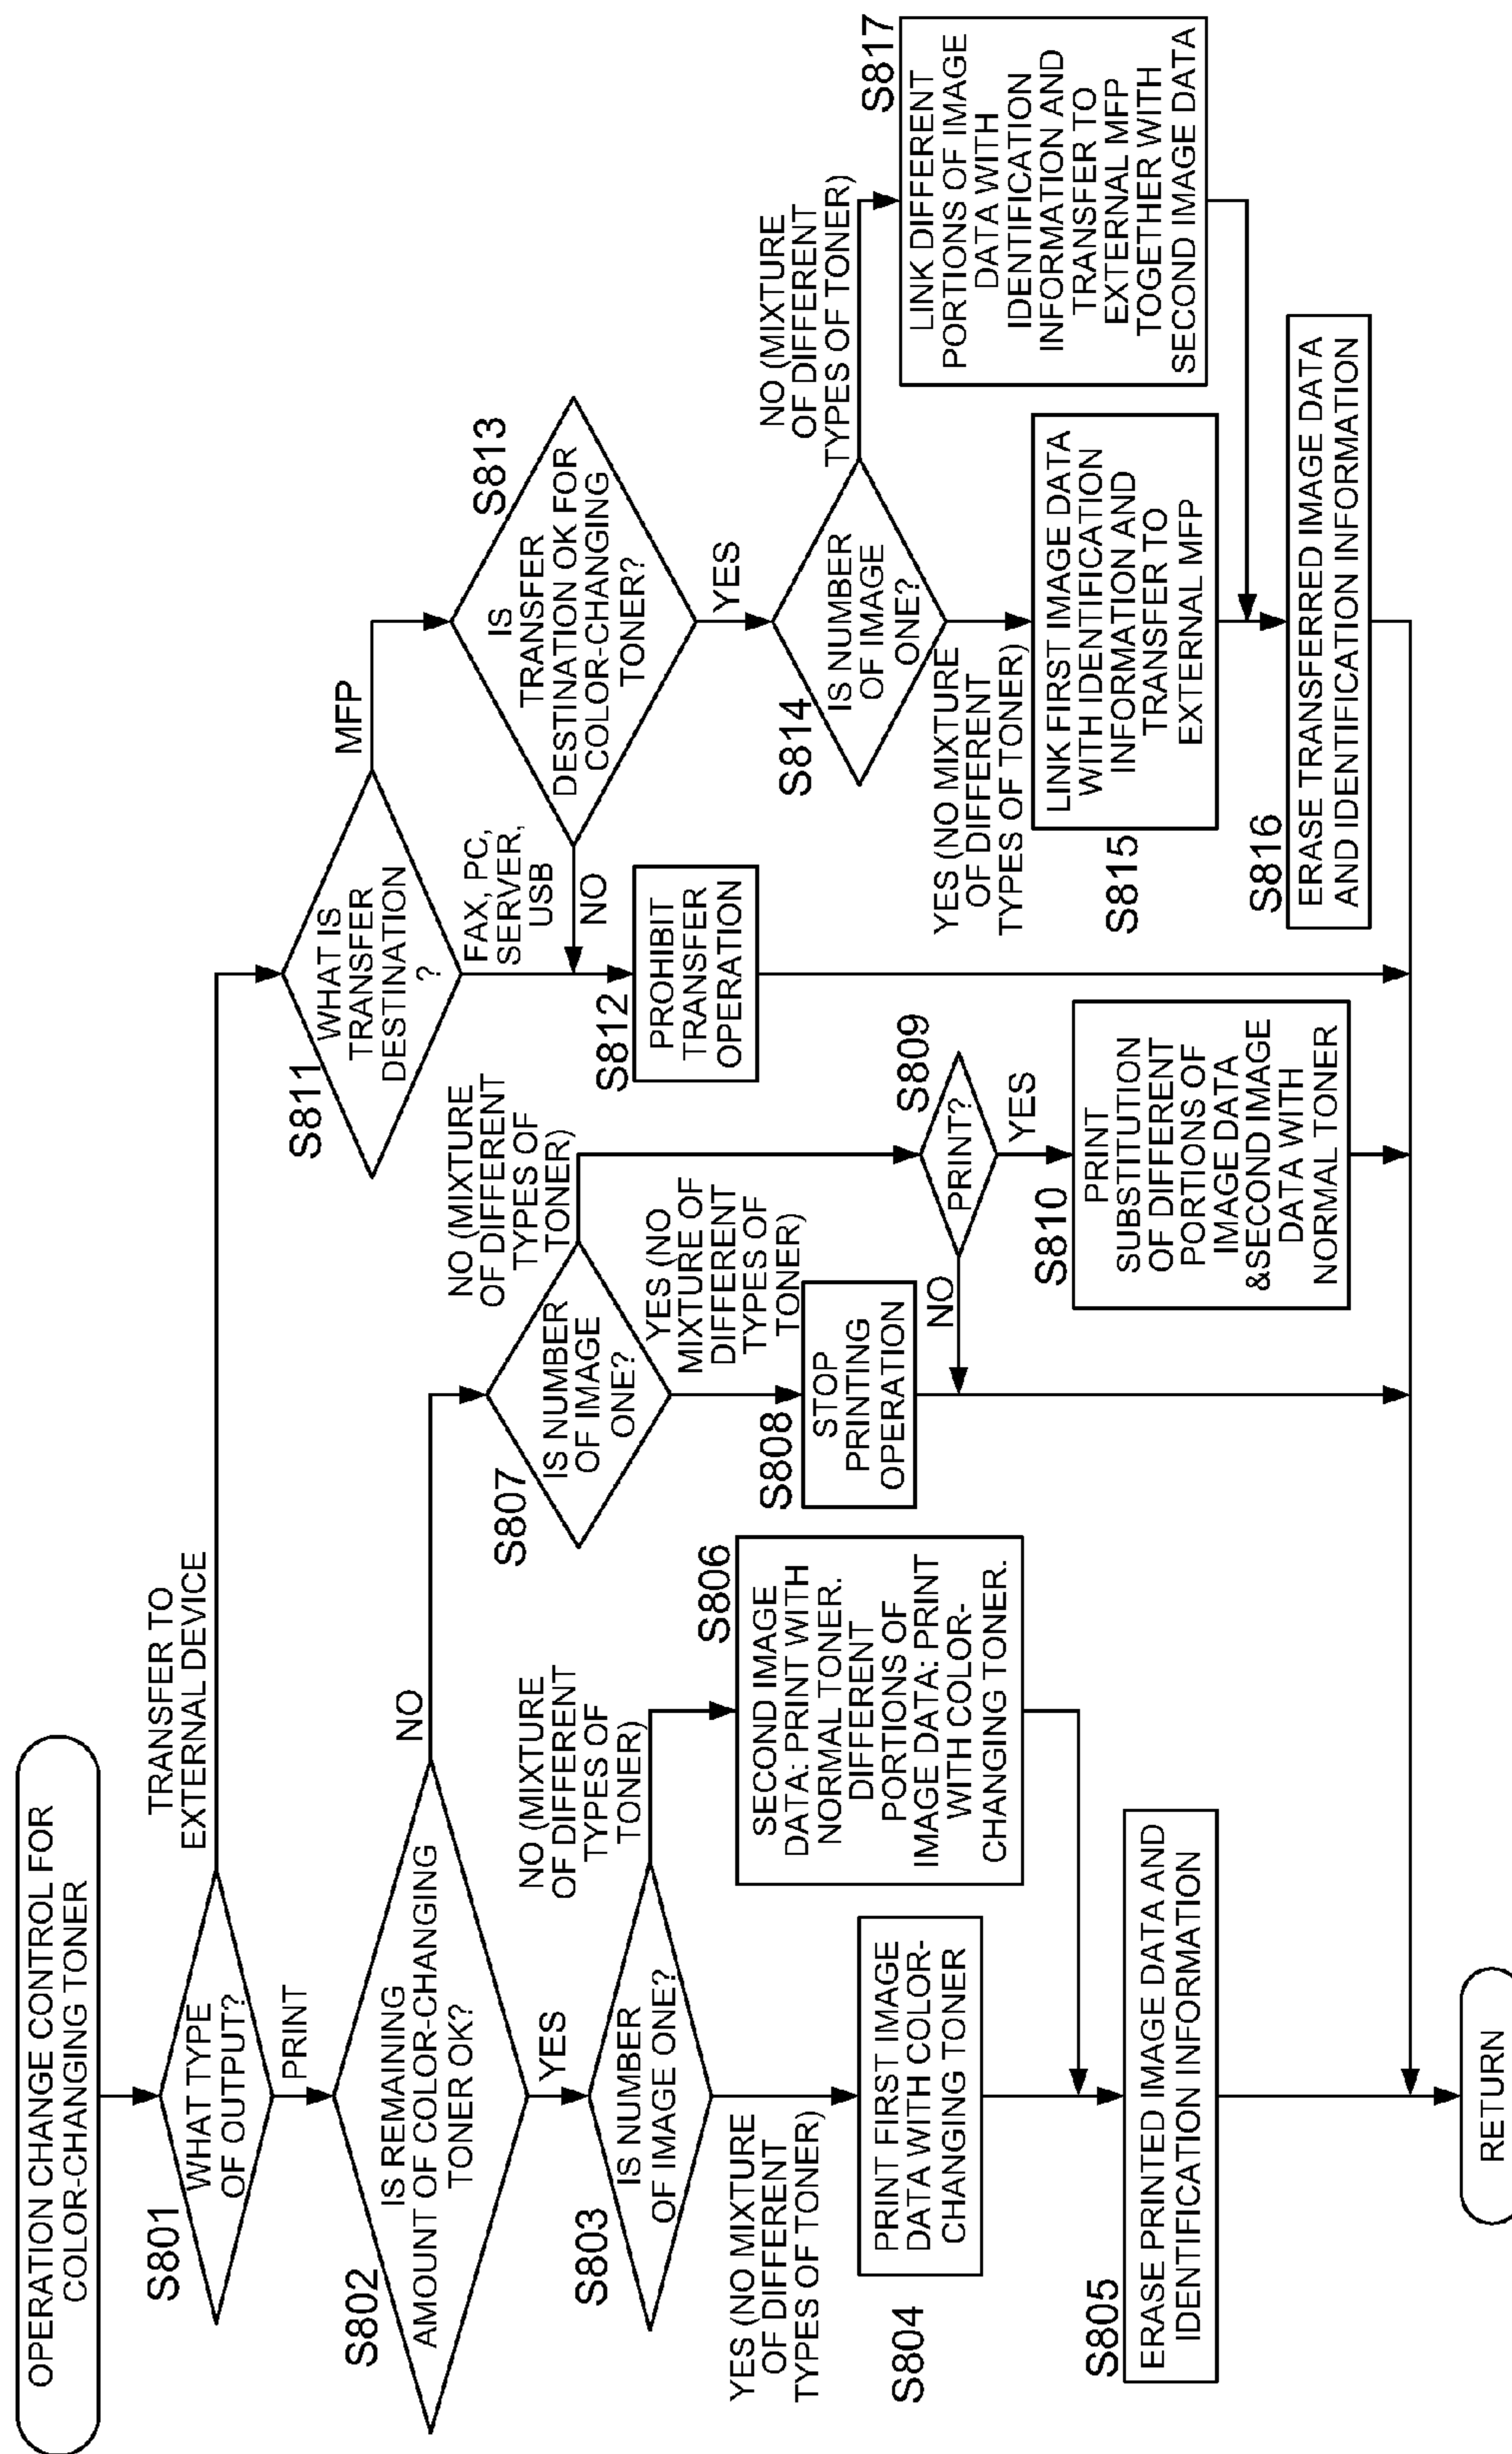 OPERATION CHANGE CONTROL FOR
COLOR-CHANGING TONER
S801
WHAT TYPE
OF OUTPUT?
TRANSFER TO
EXTERNAL DEVICE
PRINT
S802
IS REMAINING
AMOUNT OF COLOR-CHANGING
TONER OK?
NO
YES
S803
IS NUMBER
OF IMAGE ONE?
NO (MIXTURE
OF DIFFERENT
TYPES OF
TONER)
YES (NO MIXTURE
OF DIFFERENT
TYPES OF TONER)
S804
PRINT FIRST IMAGE
DATA WITH COLOR-
CHANGING TONER
S805
ERASE PRINTED IMAGE DATA AND
IDENTIFICATION INFORMATION
S806
SECOND IMAGE
DATA: PRINT WITH
NORMAL TONER.
DIFFERENT
PORTIONS OF
IMAGE DATA: PRINT
WITH COLOR-
CHANGING TONER.
S807
IS NUMBER
OF IMAGE
ONE?
NO (MIXTURE
OF DIFFERENT
TYPES OF
TONER)
YES (NO
MIXTURE OF
DIFFERENT
TYPES OF
TONER)
S808
STOP
PRINTING
OPERATION
S809
PRINT?
NO
YES
S810
PRINT
SUBSTITUTION
OF DIFFERENT
PORTIONS OF
IMAGE DATA
&SECOND IMAGE
DATA WITH
NORMAL TONER
S811
WHAT IS
TRANSFER
DESTINATION
?
MFP
FAX, PC,
SERVER,
USB
S812
PROHIBIT
TRANSFER
OPERATION
S813
IS
TRANSFER
DESTINATION OK FOR
COLOR-CHANGING
TONER?
NO
YES
S814
IS NUMBER
OF IMAGE
ONE?
NO (MIXTURE
OF DIFFERENT
TYPES OF TONER)
YES (NO MIXTURE
OF DIFFERENT
TYPES OF TONER)
S815
LINK FIRST IMAGE DATA
WITH IDENTIFICATION
INFORMATION AND
TRANSFER TO
EXTERNAL MFP
S816
ERASE TRANSFERRED IMAGE DATA
AND IDENTIFICATION INFORMATION
S817
LINK DIFFERENT
PORTIONS OF IMAGE
DATA WITH
IDENTIFICATION
INFORMATION AND
TRANSFER TO
EXTERNAL MFP
TOGETHER WITH
SECOND IMAGE DATA
RETURN